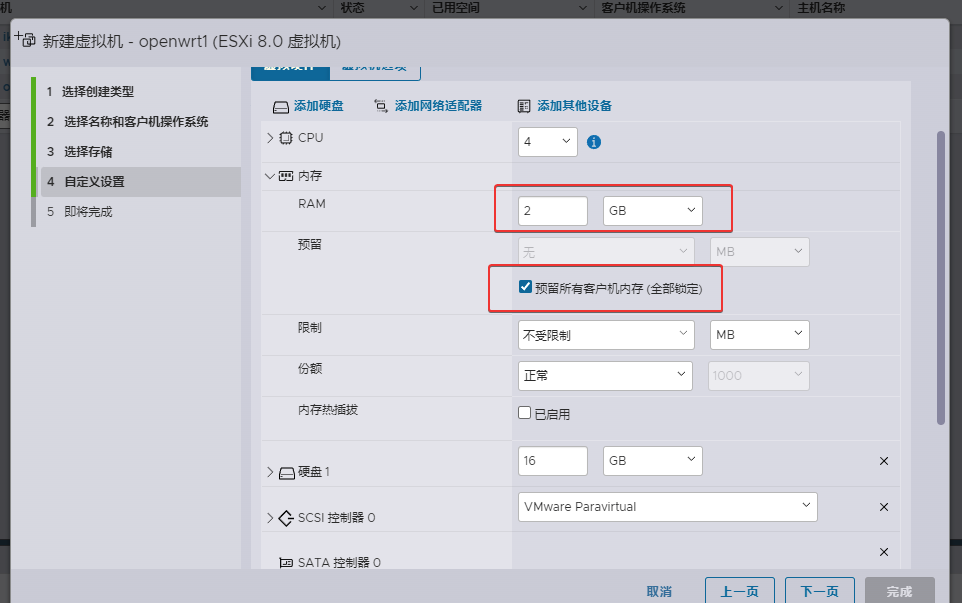 机 状态 已用空间 客户机操作系统 主机名称
新建虚拟机 - openwrt1 (ESXi 8.0 虚拟机)
1 选择创建类型
2 选择名称和客户机操作系统
3 选择存储
4 自定义设置
5 即将完成
添加硬盘 添加网络适配器 添加其他设备
CPU 4
内存
RAM 2 GB
预留 无 MB
预留所有客户机内存 (全部锁定)
限制 不受限制 MB
份额 正常 1000
内存热插拔 已启用
硬盘 1 16 GB
SCSI 控制器 0 VMware Paravirtual
SATA 控制器 0
取消 上一页 下一页 完成